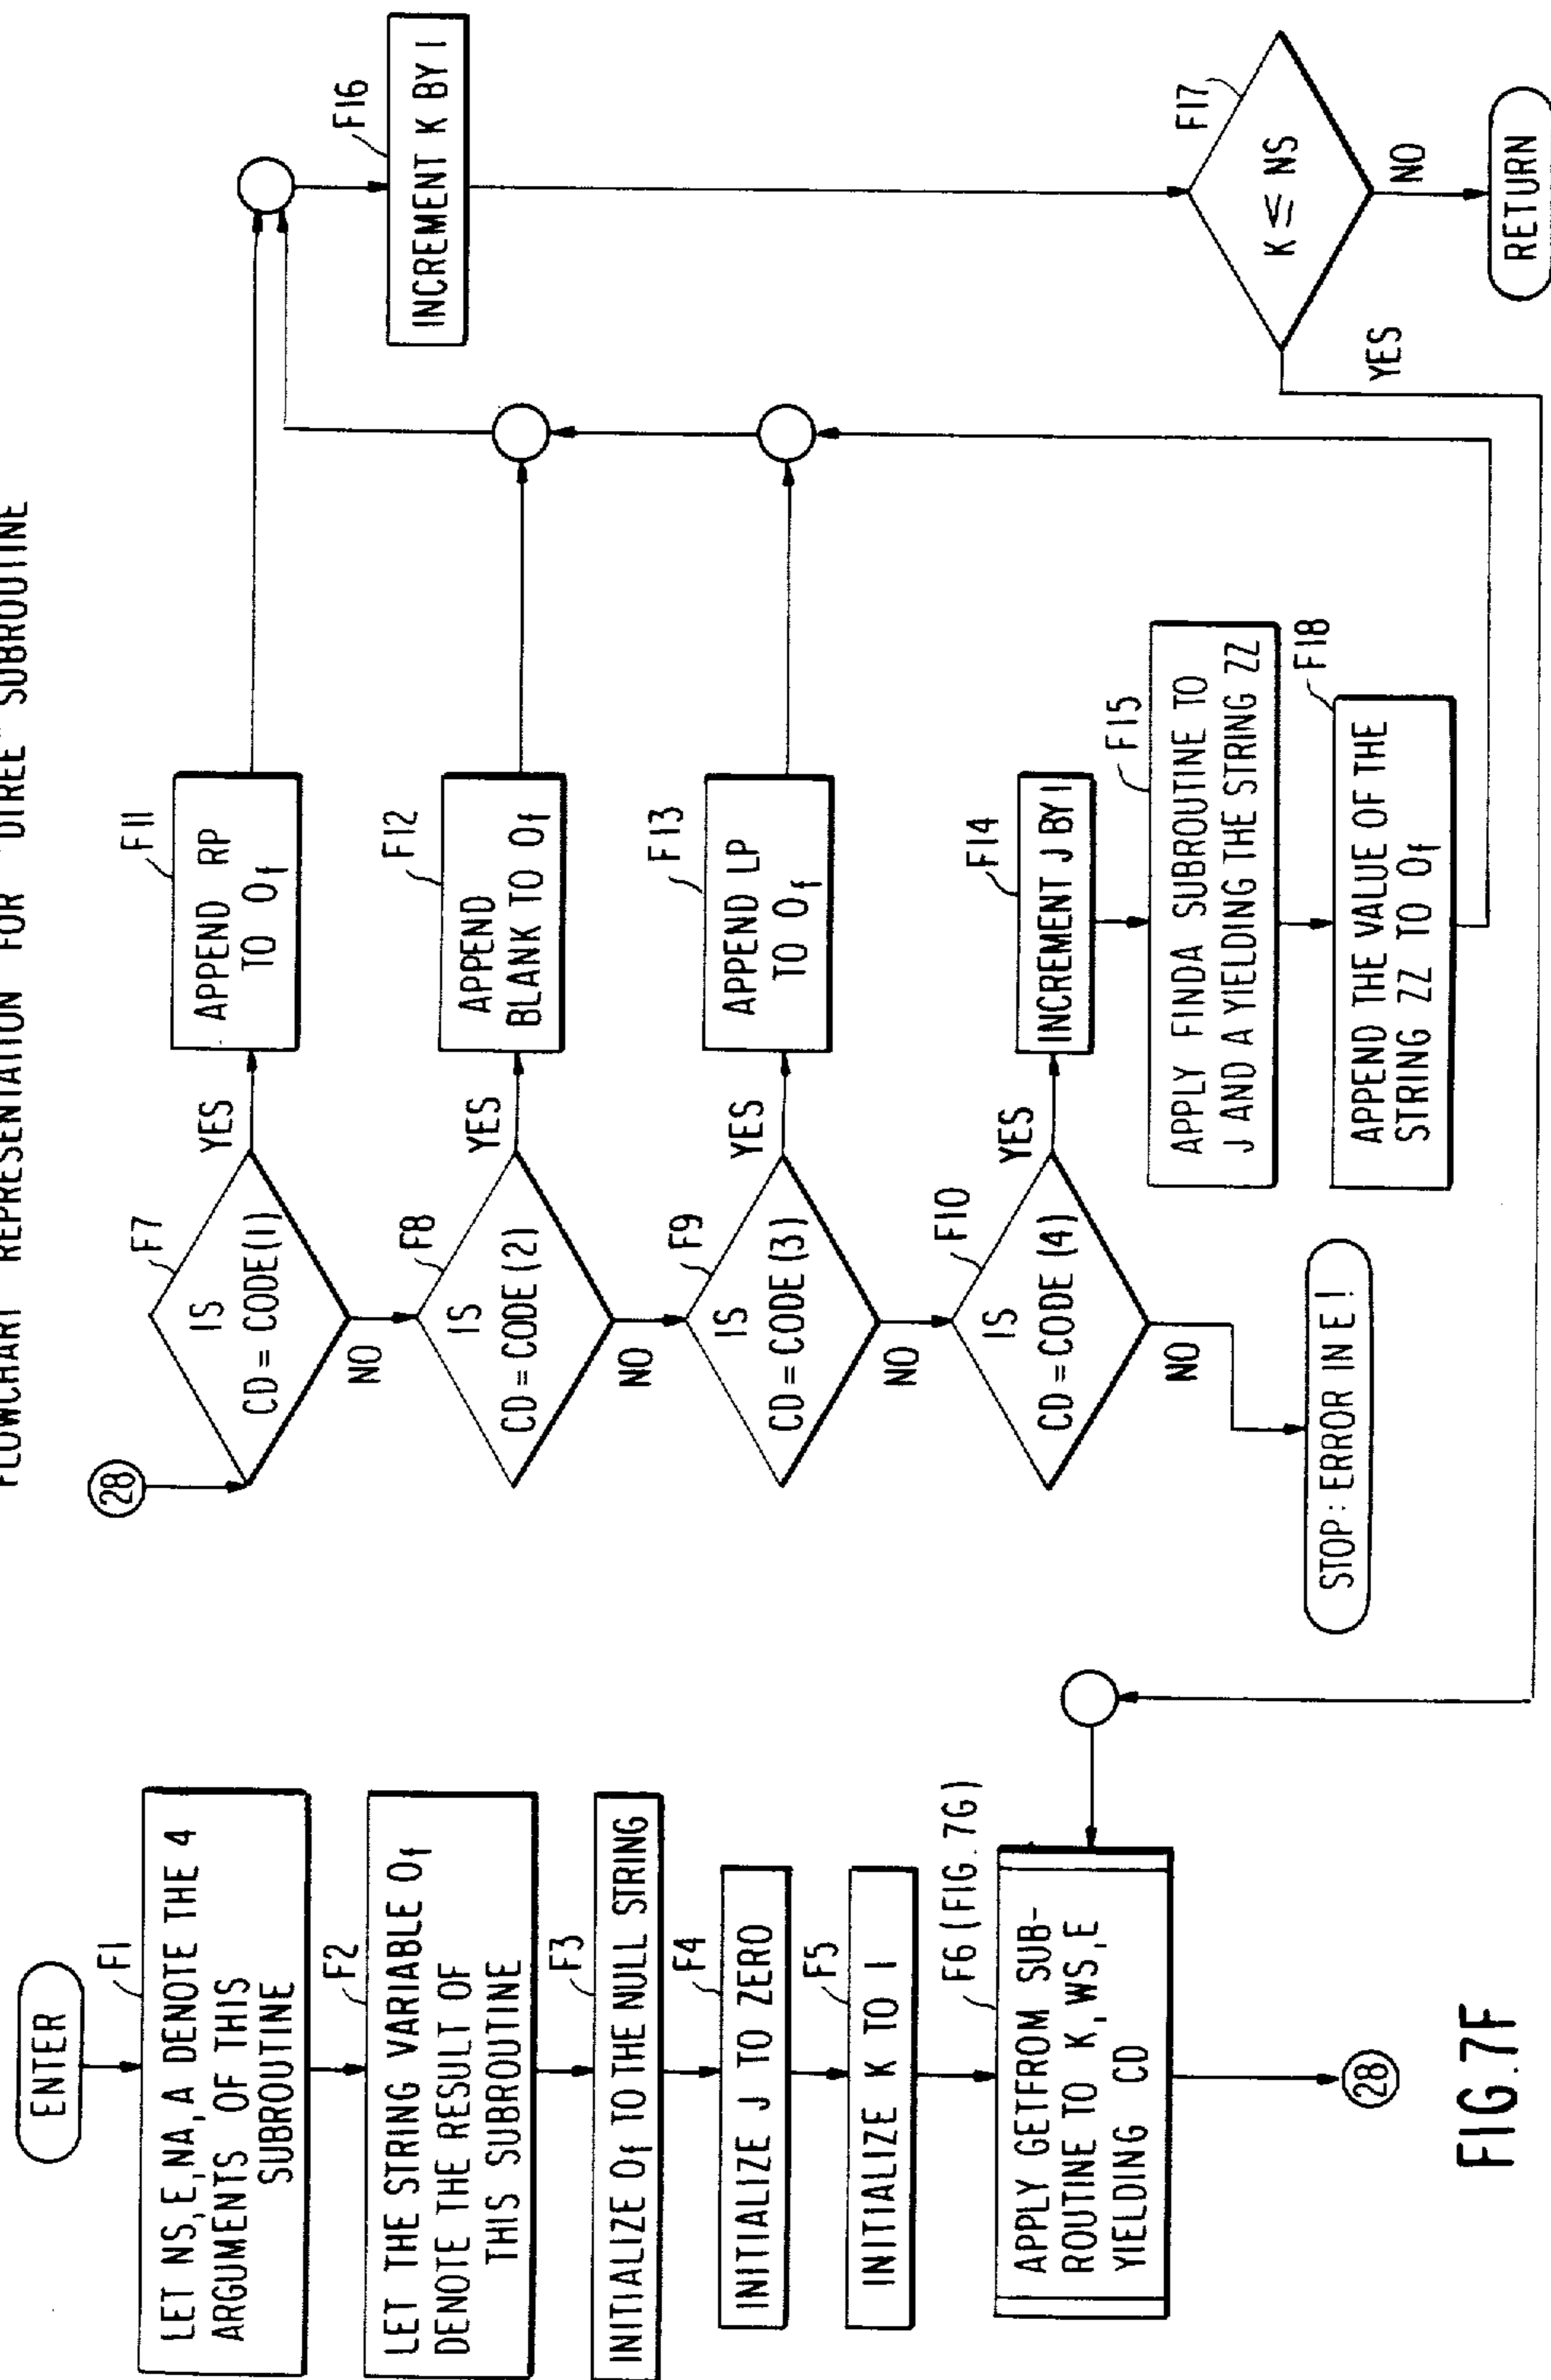 FLOWCHART REPRESENTATION FOR "DTREE" SUBROUTINE
ENTER
F1
LET NS,E,NA,A DENOTE THE 4
ARGUMENTS OF THIS
SUBROUTINE
F2
LET THE STRING VARIABLE Of
DENOTE THE RESULT OF
THIS SUBROUTINE
F3
INITIALIZE Of TO THE NULL STRING
F4
INITIALIZE J TO ZERO
F5
INITIALIZE K TO 1
F6 (FIG.7G)
APPLY GETFROM SUB-
ROUTINE TO K,WS,E
YIELDING CD
28
28
F7
IS
CD = CODE(1)
YES
NO
F11
APPEND RP
TO Of
F8
IS
CD = CODE(2)
YES
NO
F12
APPEND
BLANK TO Of
F9
IS
CD = CODE (3)
YES
NO
F13
APPEND LP
TO Of
F10
IS
CD = CODE (4)
YES
NO
STOP: ERROR IN E!
F14
INCREMENT J BY 1
F15
APPLY FINDA SUBROUTINE TO
J AND A YIELDING THE STRING ZZ
F18
APPEND THE VALUE OF THE
STRING ZZ TO Of
F16
INCREMENT K BY 1
F17
K ≤ NS
YES
NO
RETURN
FIG.7F